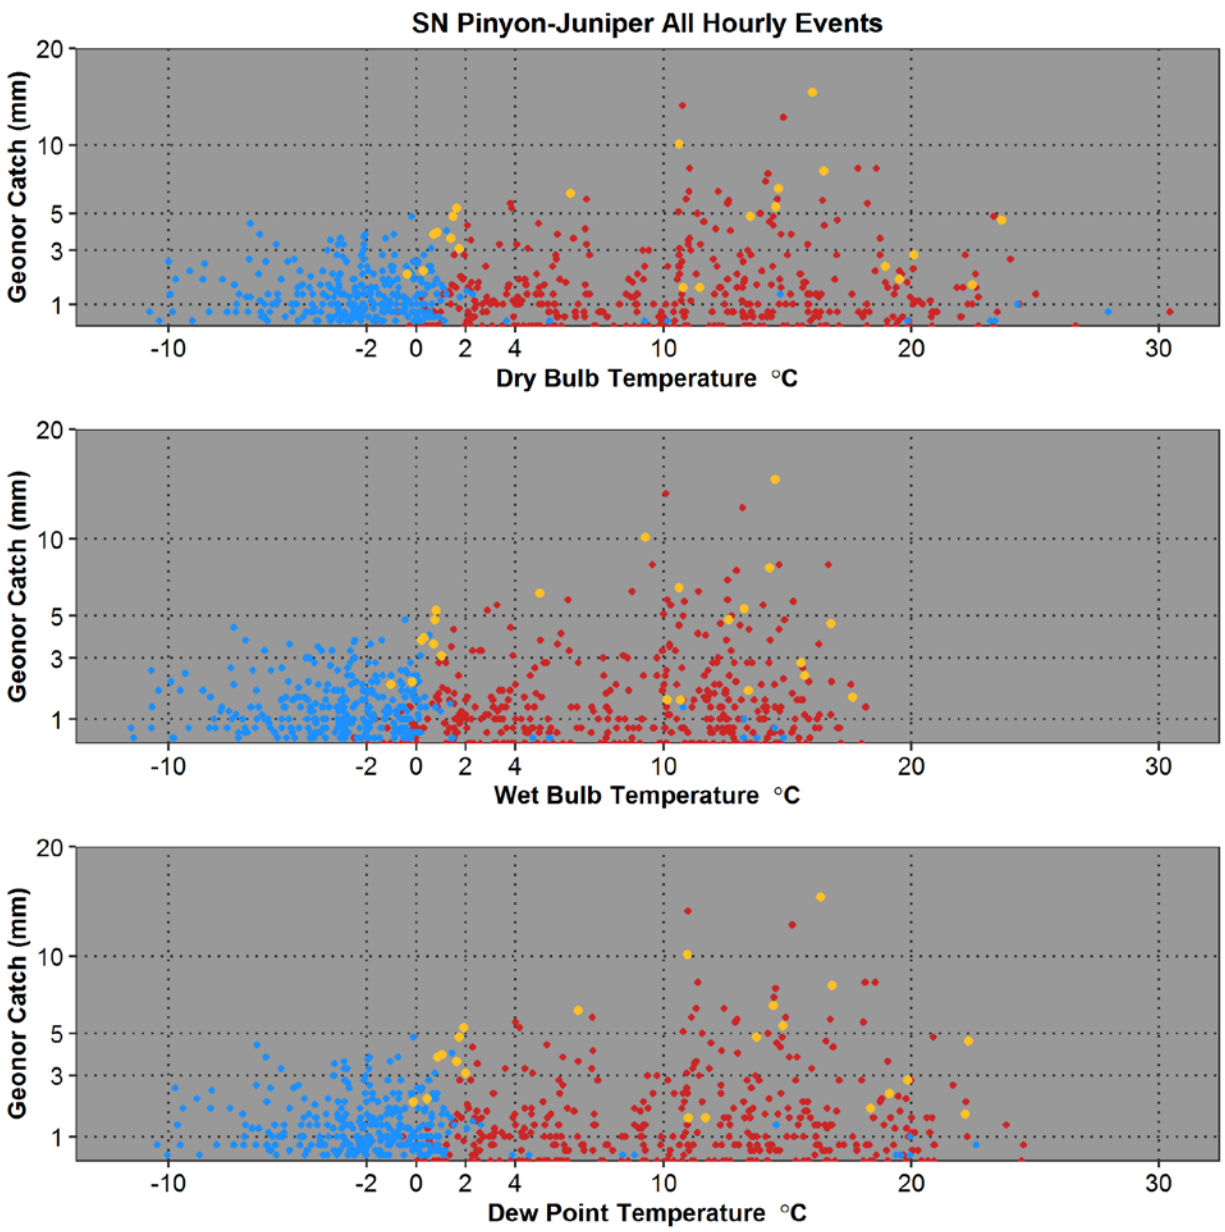 SN Pinyon-Juniper All Hourly Events
20
10
5
3
1
Geonor Catch (mm)
-10 -2 0 2 4 10 20 30
Dry Bulb Temperature °C
20
10
5
3
1
Geonor Catch (mm)
-10 -2 0 2 4 10 20 30
Wet Bulb Temperature °C
20
10
5
3
1
Geonor Catch (mm)
-10 -2 0 2 4 10 20 30
Dew Point Temperature °C